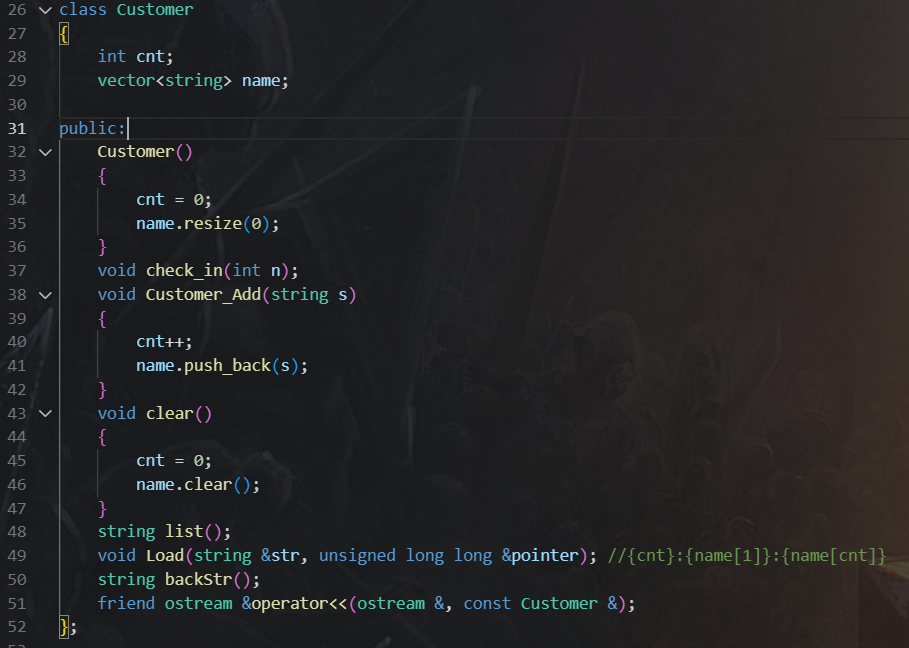 26 class Customer
27 {
28 int cnt;
29 vector<string> name;
30
31 public:
32 Customer()
33 {
34 cnt = 0;
35 name.resize(0);
36 }
37 void check_in(int n);
38 void Customer_Add(string s)
39 {
40 cnt++;
41 name.push_back(s);
42 }
43 void clear()
44 {
45 cnt = 0;
46 name.clear();
47 }
48 string list();
49 void Load(string &str, unsigned long long &pointer); //{cnt}:{name[1]}:{name[cnt]}
50 string backStr();
51 friend ostream &operator<<(ostream &, const Customer &);
52 };